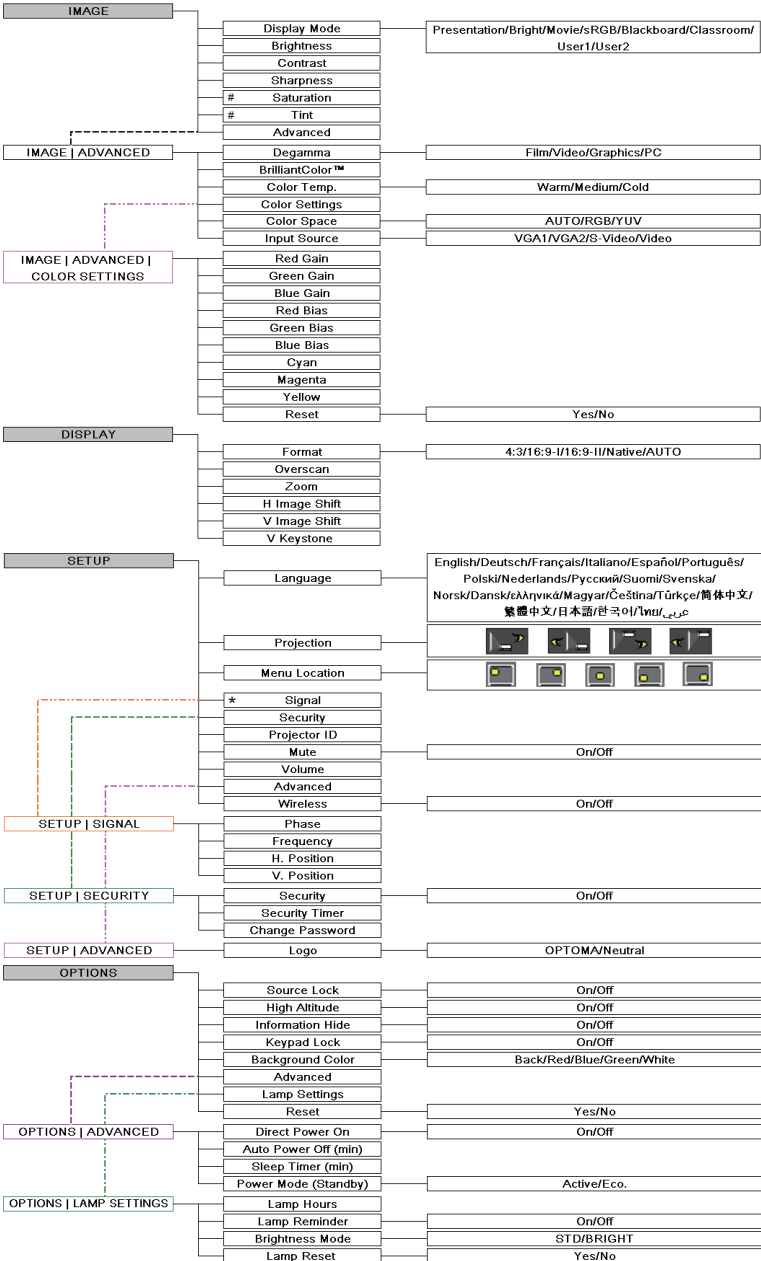 IMAGE
Display Mode
Presentation/Bright/Movie/sRGB/Blackboard/Classroom/
User1/User2
Brightness
Contrast
Sharpness
# Saturation
# Tint
Advanced
IMAGE | ADVANCED
Degamma
Film/Video/Graphics/PC
BrilliantColor™
Color Temp.
Warm/Medium/Cold
Color Settings
Color Space
AUTO/RGB/YUV
Input Source
VGA1/VGA2/S-Video/Video
IMAGE | ADVANCED |
COLOR SETTINGS
Red Gain
Green Gain
Blue Gain
Red Bias
Green Bias
Blue Bias
Cyan
Magenta
Yellow
Reset
Yes/No
DISPLAY
Format
4:3/16:9-I/16:9-II/Native/AUTO
Overscan
Zoom
H Image Shift
V Image Shift
V Keystone
SETUP
Language
English/Deutsch/Français/Italiano/Español/Português/
Polski/Nederlands/Русский/Suomi/Svenska/
Norsk/Dansk/ελληνικά/Magyar/Čeština/Türkçe/简体中文/
繁體中文/日本語/한국어/ไทย/عربي
Projection
Menu Location
* Signal
Security
Projector ID
Mute
On/Off
Volume
Advanced
Wireless
On/Off
SETUP | SIGNAL
Phase
Frequency
H. Position
V. Position
SETUP | SECURITY
Security
On/Off
Security Timer
Change Password
SETUP | ADVANCED
Logo
OPTOMA/Neutral
OPTIONS
Source Lock
On/Off
High Altitude
On/Off
Information Hide
On/Off
Keypad Lock
On/Off
Background Color
Back/Red/Blue/Green/White
Advanced
Lamp Settings
Reset
Yes/No
OPTIONS | ADVANCED
Direct Power On
On/Off
Auto Power Off (min)
Sleep Timer (min)
Power Mode (Standby)
Active/Eco.
OPTIONS | LAMP SETTINGS
Lamp Hours
Lamp Reminder
On/Off
Brightness Mode
STD/BRIGHT
Lamp Reset
Yes/No